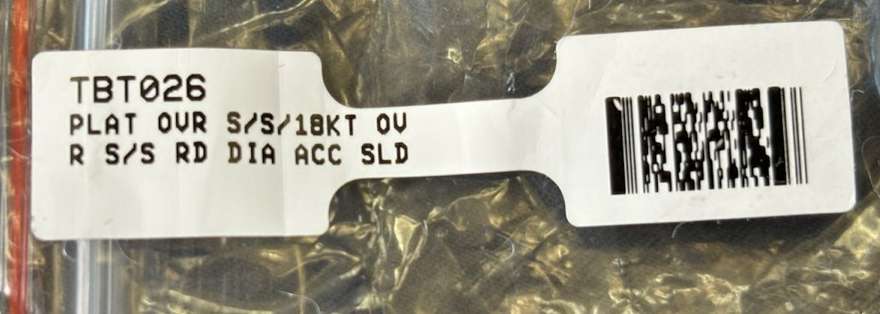 TBT026
PLAT OVR S/S/18KT OV
R S/S RD DIA ACC SLD